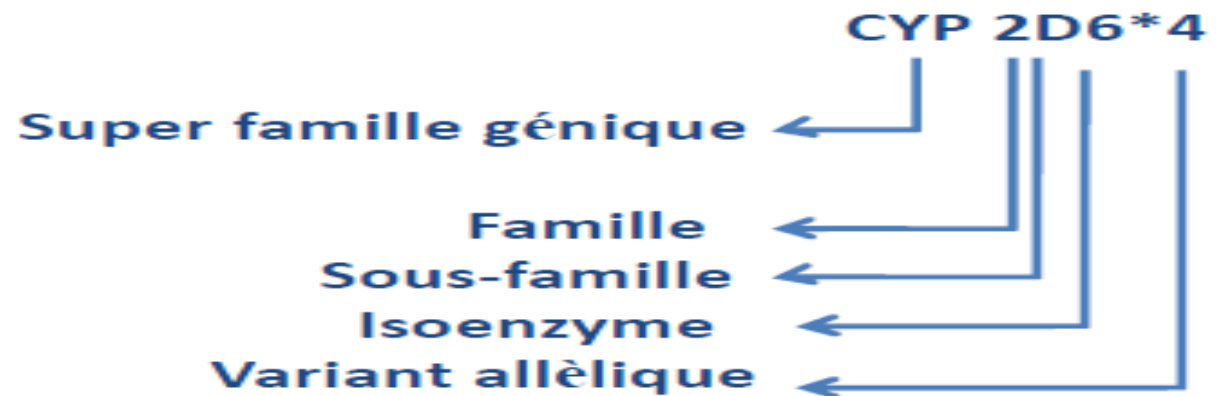 CYP 2D6*4
Super famille génique
Famille
Sous-famille
Isoenzyme
Variant allèlique